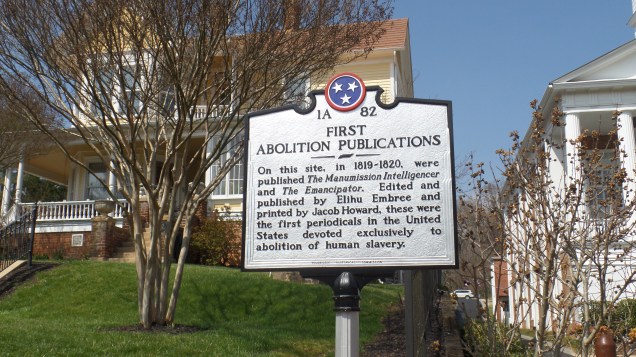 1A 82
FIRST
ABOLITION PUBLICATIONS
On this site, in 1819-1820, were
published The Manumission Intelligencer
and The Emancipator. Edited and
published by Elihu Embree and
printed by Jacob Howard, these were
the first periodicals in the United
States devoted exclusively to
abolition of human slavery.